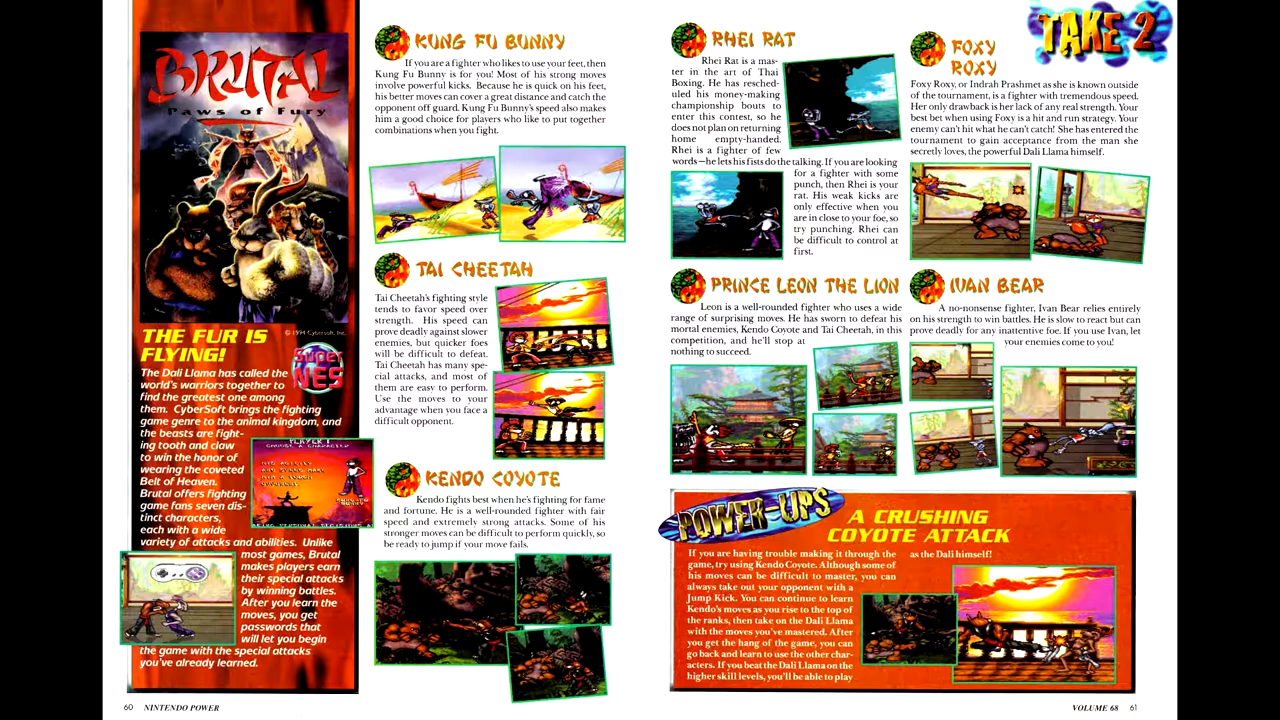 BRUTAL
Paws of Fury
© 1994 Cybersoft, Inc.
THE FUR IS
FLYING!
Super
NES
The Dali Llama has called the
world's warriors together to
find the greatest one among
them. CyberSoft brings the fighting
game genre to the animal kingdom, and
the beasts are fight-
ing tooth and claw
to win the honor of
wearing the coveted
Belt of Heaven.
Brutal offers fighting
game fans seven dis-
tinct characters,
each with a wide
variety of attacks and abilities. Unlike
most games, Brutal
makes players earn
their special attacks
by winning battles.
After you learn the
moves, you get
passwords that
will let you begin
the game with the special attacks
you've already learned.
PLAYER 1
CHOOSE A CHARACTER
KUNG-FU
BUNNY
60 NINTENDO POWER
KUNG FU BUNNY
If you are a fighter who likes to use your feet, then
Kung Fu Bunny is for you! Most of his strong moves
involve powerful kicks. Because he is quick on his feet,
his better moves can cover a great distance and catch the
opponent off guard. Kung Fu Bunny's speed also makes
him a good choice for players who like to put together
combinations when you fight.
TAI CHEETAH
Tai Cheetah's fighting style
tends to favor speed over
strength. His speed can
prove deadly against slower
enemies, but quicker foes
will be difficult to defeat.
Tai Cheetah has many spe-
cial attacks, and most of
them are easy to perform.
Use the moves to your
advantage when you face a
difficult opponent.
KENDO COYOTE
Kendo fights best when he's fighting for fame
and fortune. He is a well-rounded fighter with fair
speed and extremely strong attacks. Some of his
stronger moves can be difficult to perform quickly, so
be ready to jump if your move fails.
RHEI RAT
Rhei Rat is a mas-
ter in the art of Thai
Boxing. He has resched-
uled his money-making
championship bouts to
enter this contest, so he
does not plan on returning
home empty-handed.
Rhei is a fighter of few
words—he lets his fists do the talking. If you are looking
for a fighter with some
punch, then Rhei is your
rat. His weak kicks are
only effective when you
are in close to your foe, so
try punching. Rhei can
be difficult to control at
first.
TAKE 2
FOXY
ROXY
Foxy Roxy, or Indrah Prashmet as she is known outside
of the tournament, is a fighter with tremendous speed.
Her only drawback is her lack of any real strength. Your
best bet when using Foxy is a hit and run strategy. Your
enemy can't hit what he can't catch! She has entered the
tournament to gain acceptance from the man she
secretly loves, the powerful Dali Llama himself.
PRINCE LEON THE LION
Leon is a well-rounded fighter who uses a wide
range of surprising moves. He has sworn to defeat his
mortal enemies, Kendo Coyote and Tai Cheetah, in this
competition, and he'll stop at
nothing to succeed.
IVAN BEAR
A no-nonsense fighter, Ivan Bear relies entirely
on his strength to win battles. He is slow to react but can
prove deadly for any inattentive foe. If you use Ivan, let
your enemies come to you!
POWER-UPS
A CRUSHING
COYOTE ATTACK
If you are having trouble making it through the
game, try using Kendo Coyote. Although some of
his moves can be difficult to master, you can
always take out your opponent with a
Jump Kick. You can continue to learn
Kendo's moves as you rise to the top of
the ranks, then take on the Dali Llama
with the moves you've mastered. After
you get the hang of the game, you can
go back and learn to use the other char-
acters. If you beat the Dali Llama on the
higher skill levels, you'll be able to play
as the Dali himself!
VOLUME 68 61